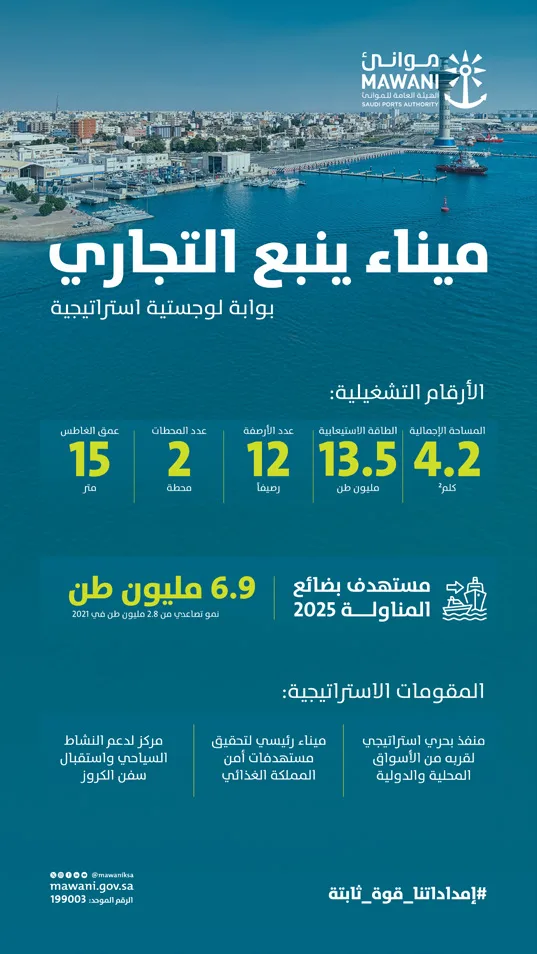 موانئ
MAWANI
الهيئة العامة للموانئ
SAUDI PORTS AUTHORITY
ميناء ينبع التجاري
بوابة لوجستية استراتيجية
الأرقام التشغيلية:
المساحة الإجمالية
4.2
كلم²
الطاقة الاستيعابية
13.5
مليون طن
عدد الأرصفة
12
رصيفاً
عدد المحطات
2
محطة
عمق الغاطس
15
متر
مستهدف بضائع
المناولـــــة 2025
6.9 مليون طن
نمو تصاعدي من 2.8 مليون طن في 2021
المقومات الاستراتيجية:
منفذ بحري استراتيجي
لقربه من الأسواق
المحلية والدولية
ميناء رئيسي لتحقيق
مستهدفات أمن
المملكة الغذائي
مركز لدعم النشاط
السياحي واستقبال
سفن الكروز
#إمداداتنا_قوة_ثابتة
@mawaniksa
mawani.gov.sa
الرقم الموحد: 199003